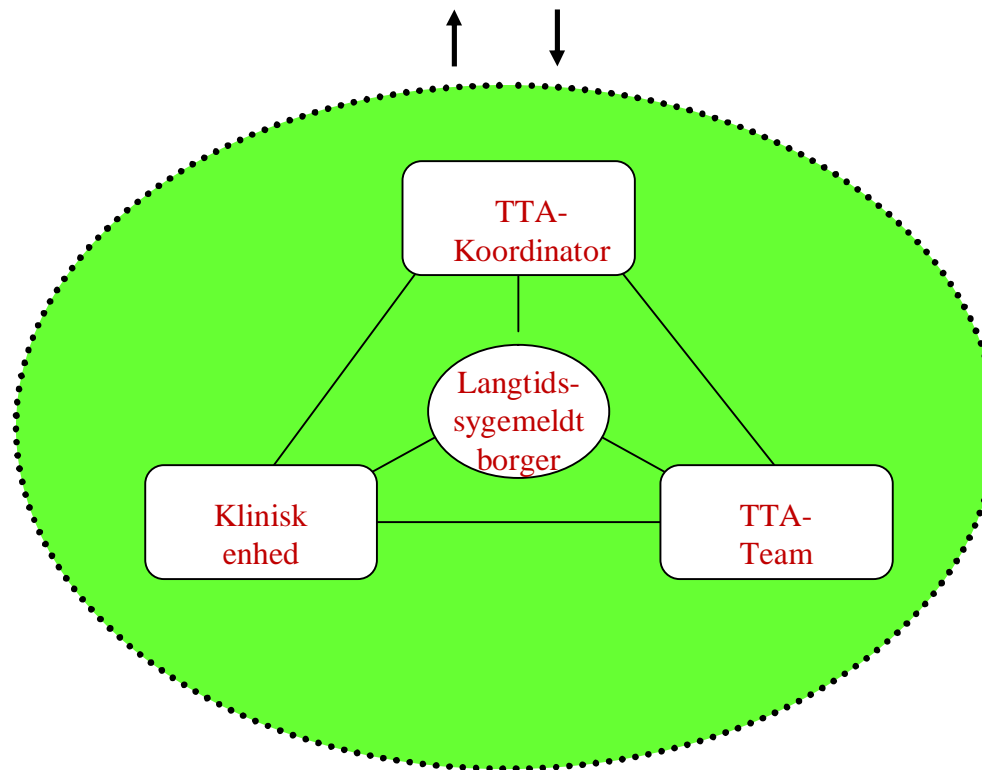 TTA-
Koordinator
Langtids-
sygemeldt
borger
Klinisk
enhed
TTA-
Team